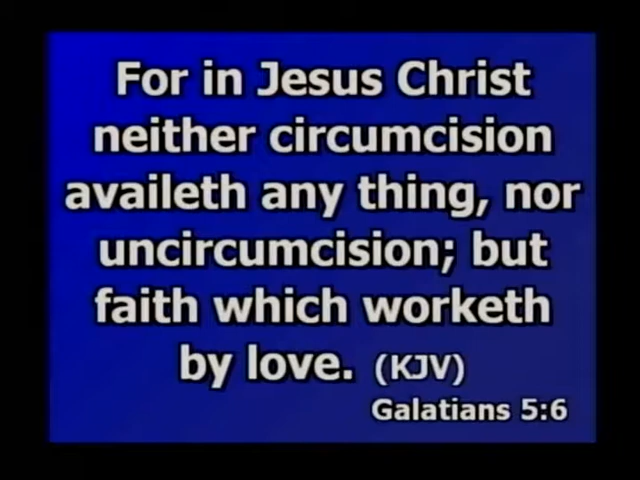 For in Jesus Christ
neither circumcision
availeth any thing, nor
uncircumcision; but
faith which worketh
by love. (KJV)
Galatians 5:6